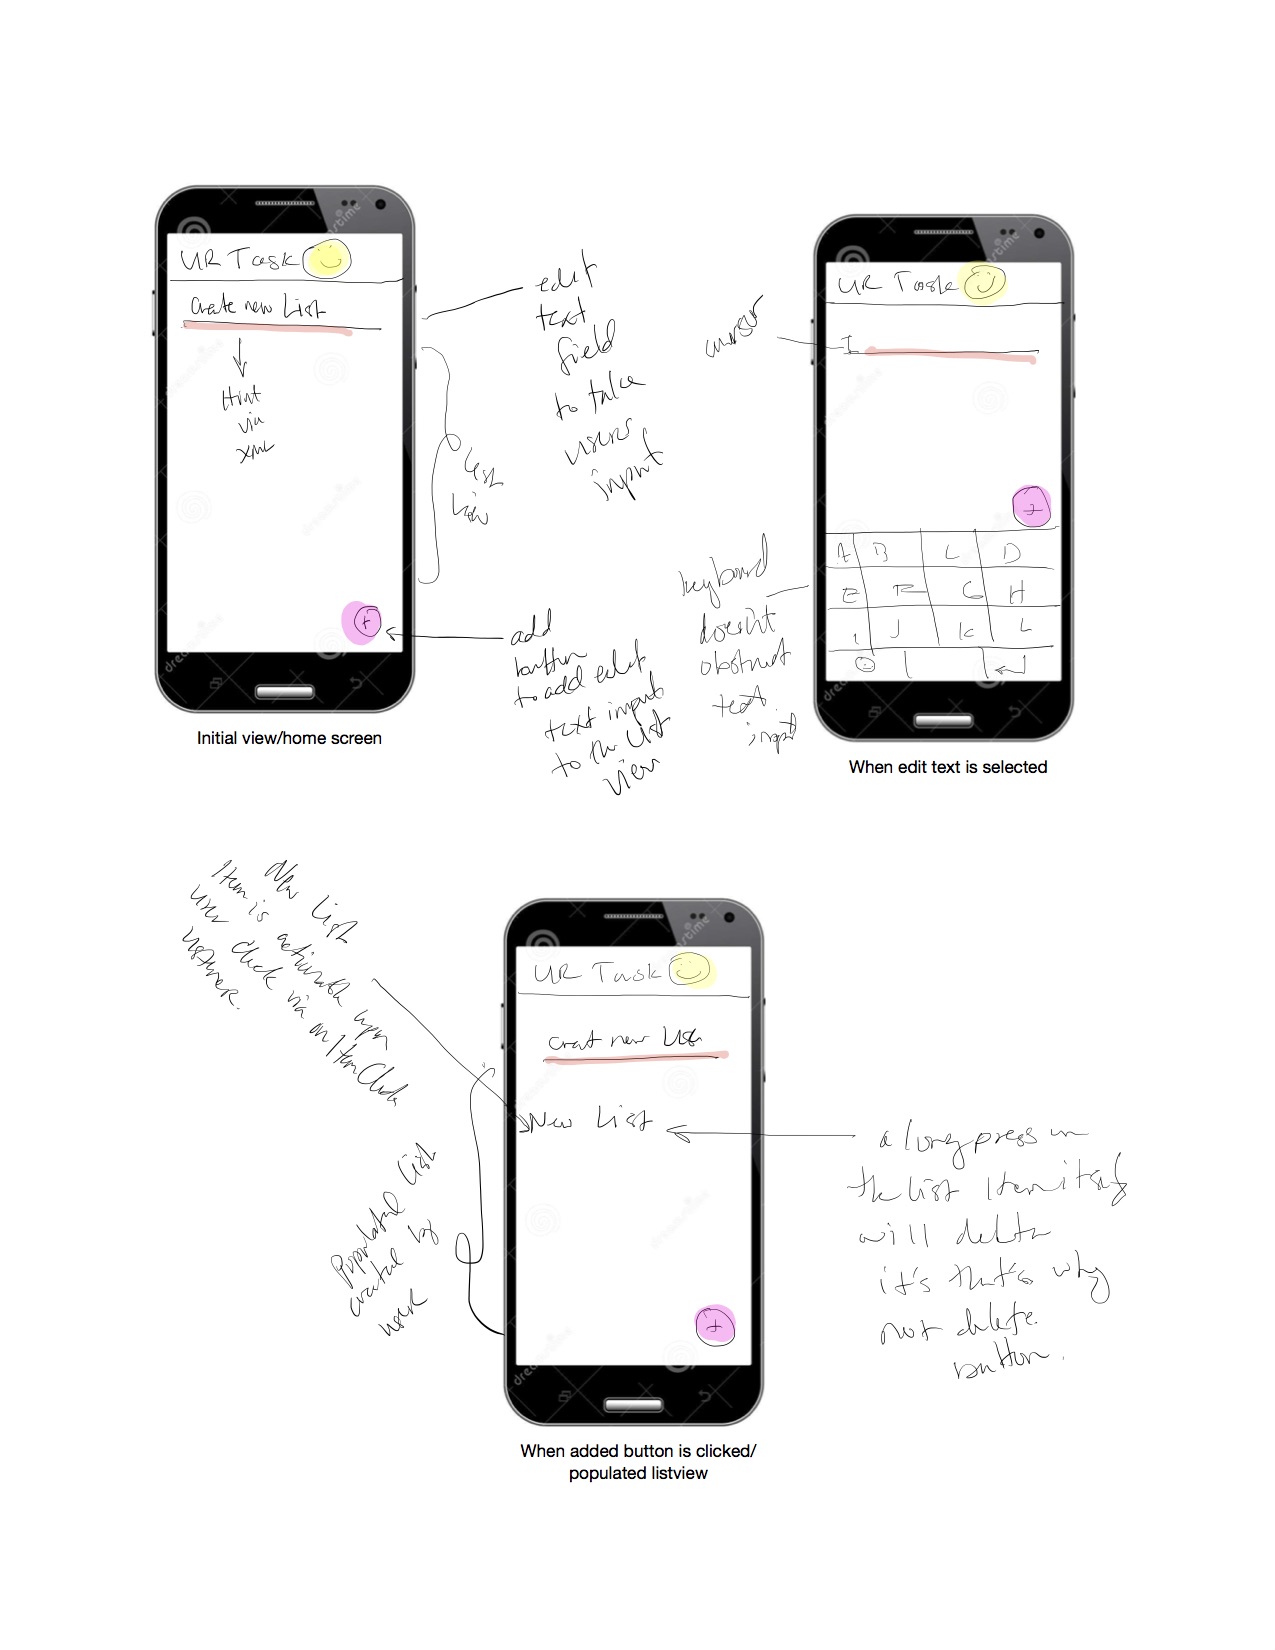 UR Task
Create new List
Hint
via
xml
edit
text
field
to take
users
input
List
View
add
button
to add edit
text input
to the list
view
Initial view/home screen
UR Task
cursor
I
+
A B C D
E F G H
I J K L
keyboard
doesn't
obstruct
text
input
When edit text is selected
New List
Item is
user click via onItemClick
listener.
UR Task
Creat new List
New List
Populated List
created by
user
a long press on
the list item itself
will delete
it's that's why
not delete
button.
+
When added button is clicked/
populated listview